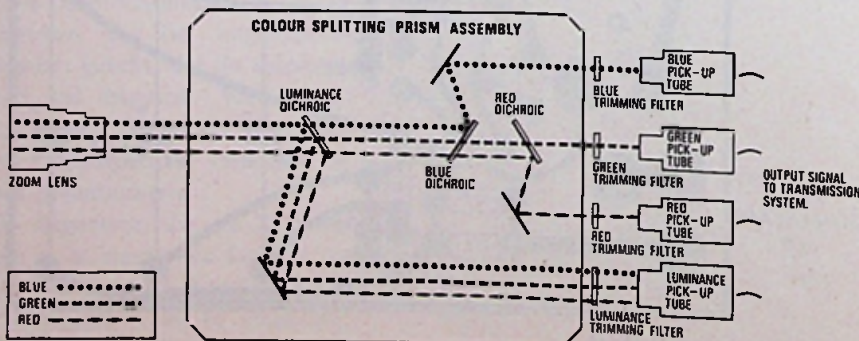 COLOUR SPLITTING PRISM ASSEMBLY
LUMINANCE
DICHROIC
RED
DICHROIC
BLUE
DICHROIC
ZOOM LENS
BLUE
PICK-UP
TUBE
BLUE
TRIMMING FILTER
GREEN
PICK-UP
TUBE
GREEN
TRIMMING FILTER
OUTPUT SIGNAL
TO TRANSMISSION
SYSTEM.
RED
PICK-UP
TUBE
RED
TRIMMING FILTER
LUMINANCE
PICK-UP
TUBE
LUMINANCE
TRIMMING FILTER
BLUE
GREEN
RED